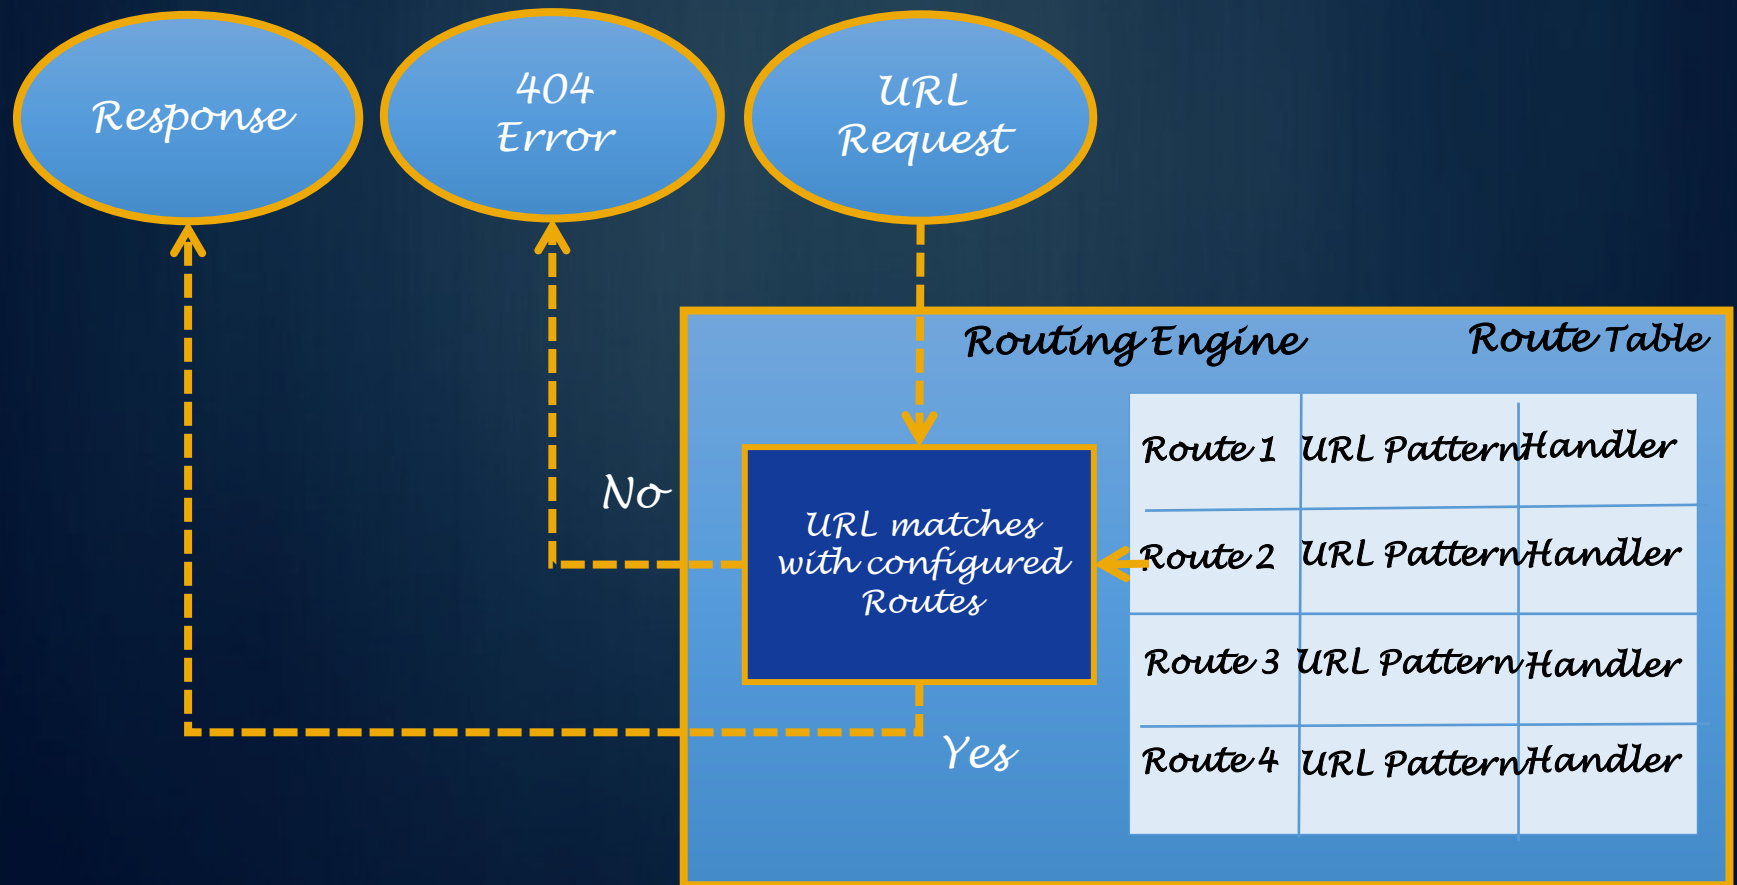 Response
404
Error
URL
Request
Routing Engine
Route Table
No
URL matches
with configured
Routes
Yes
Route 1 URL Pattern Handler
Route 2 URL Pattern Handler
Route 3 URL Pattern Handler
Route 4 URL Pattern Handler